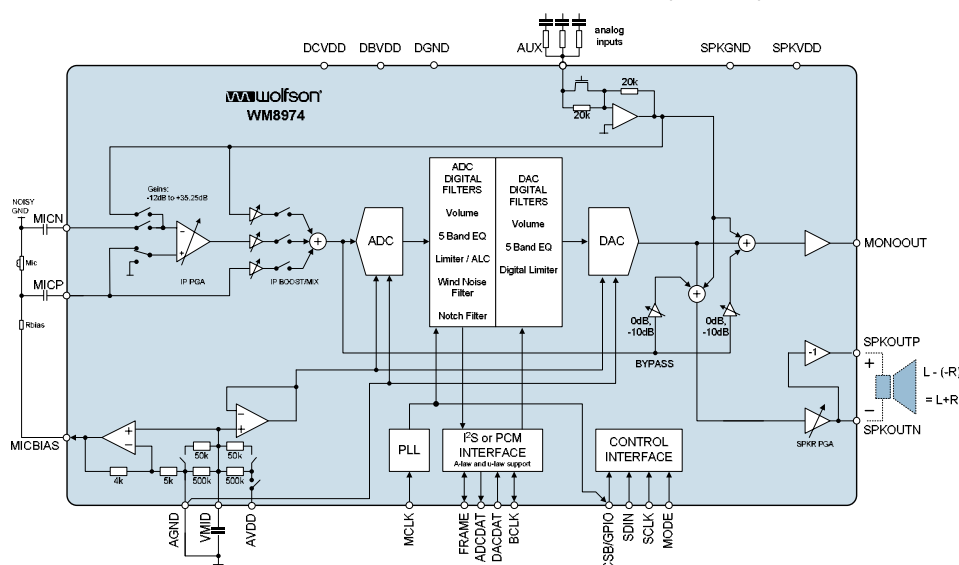 analog
inputs
DCVDD
DBVDD
DGND
AUX
SPKGND
SPKVDD
wolfson
WM8974
20k
20k
Gains:
-12dB to +35.25dB
NOISY
GND
MICN
Mic
MICP
Rbias
IP PGA
IP BOOST/MIX
ADC
ADC
DIGITAL
FILTERS
Volume
5 Band EQ
Limiter / ALC
Wind Noise
Filter
Notch Filter
DAC
DIGITAL
FILTERS
Volume
5 Band EQ
Digital Limiter
DAC
MONOOUT
0dB,
-10dB
0dB,
-10dB
BYPASS
-1
SPKOUTP
+
L - (-R)
= L+R
−
SPKOUTN
SPKR PGA
MICBIAS
50k
50k
4k
5k
500k
500k
PLL
I²S or PCM
INTERFACE
A-law and u-law support
CONTROL
INTERFACE
AGND
VMID
AVDD
MCLK
FRAME
ADCDAT
DACDAT
BCLK
CSB/GPIO
SDIN
SCLK
MODE